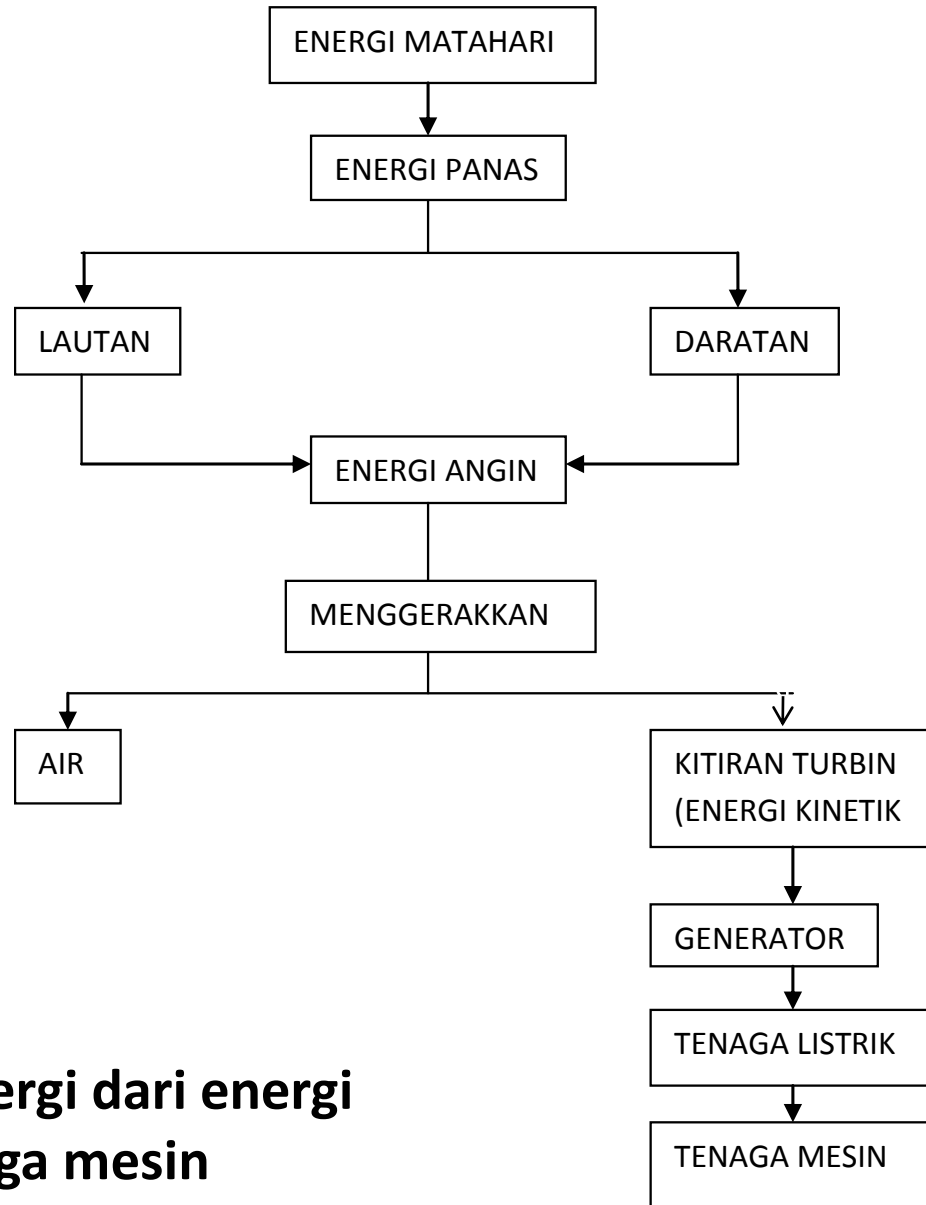 ENERGI MATAHARI
ENERGI PANAS
LAUTAN
DARATAN
ENERGI ANGIN
MENGGERAKKAN
AIR
KITIRAN TURBIN
(ENERGI KINETIK
GENERATOR
TENAGA LISTRIK
TENAGA MESIN
ergi dari energi
ga mesin